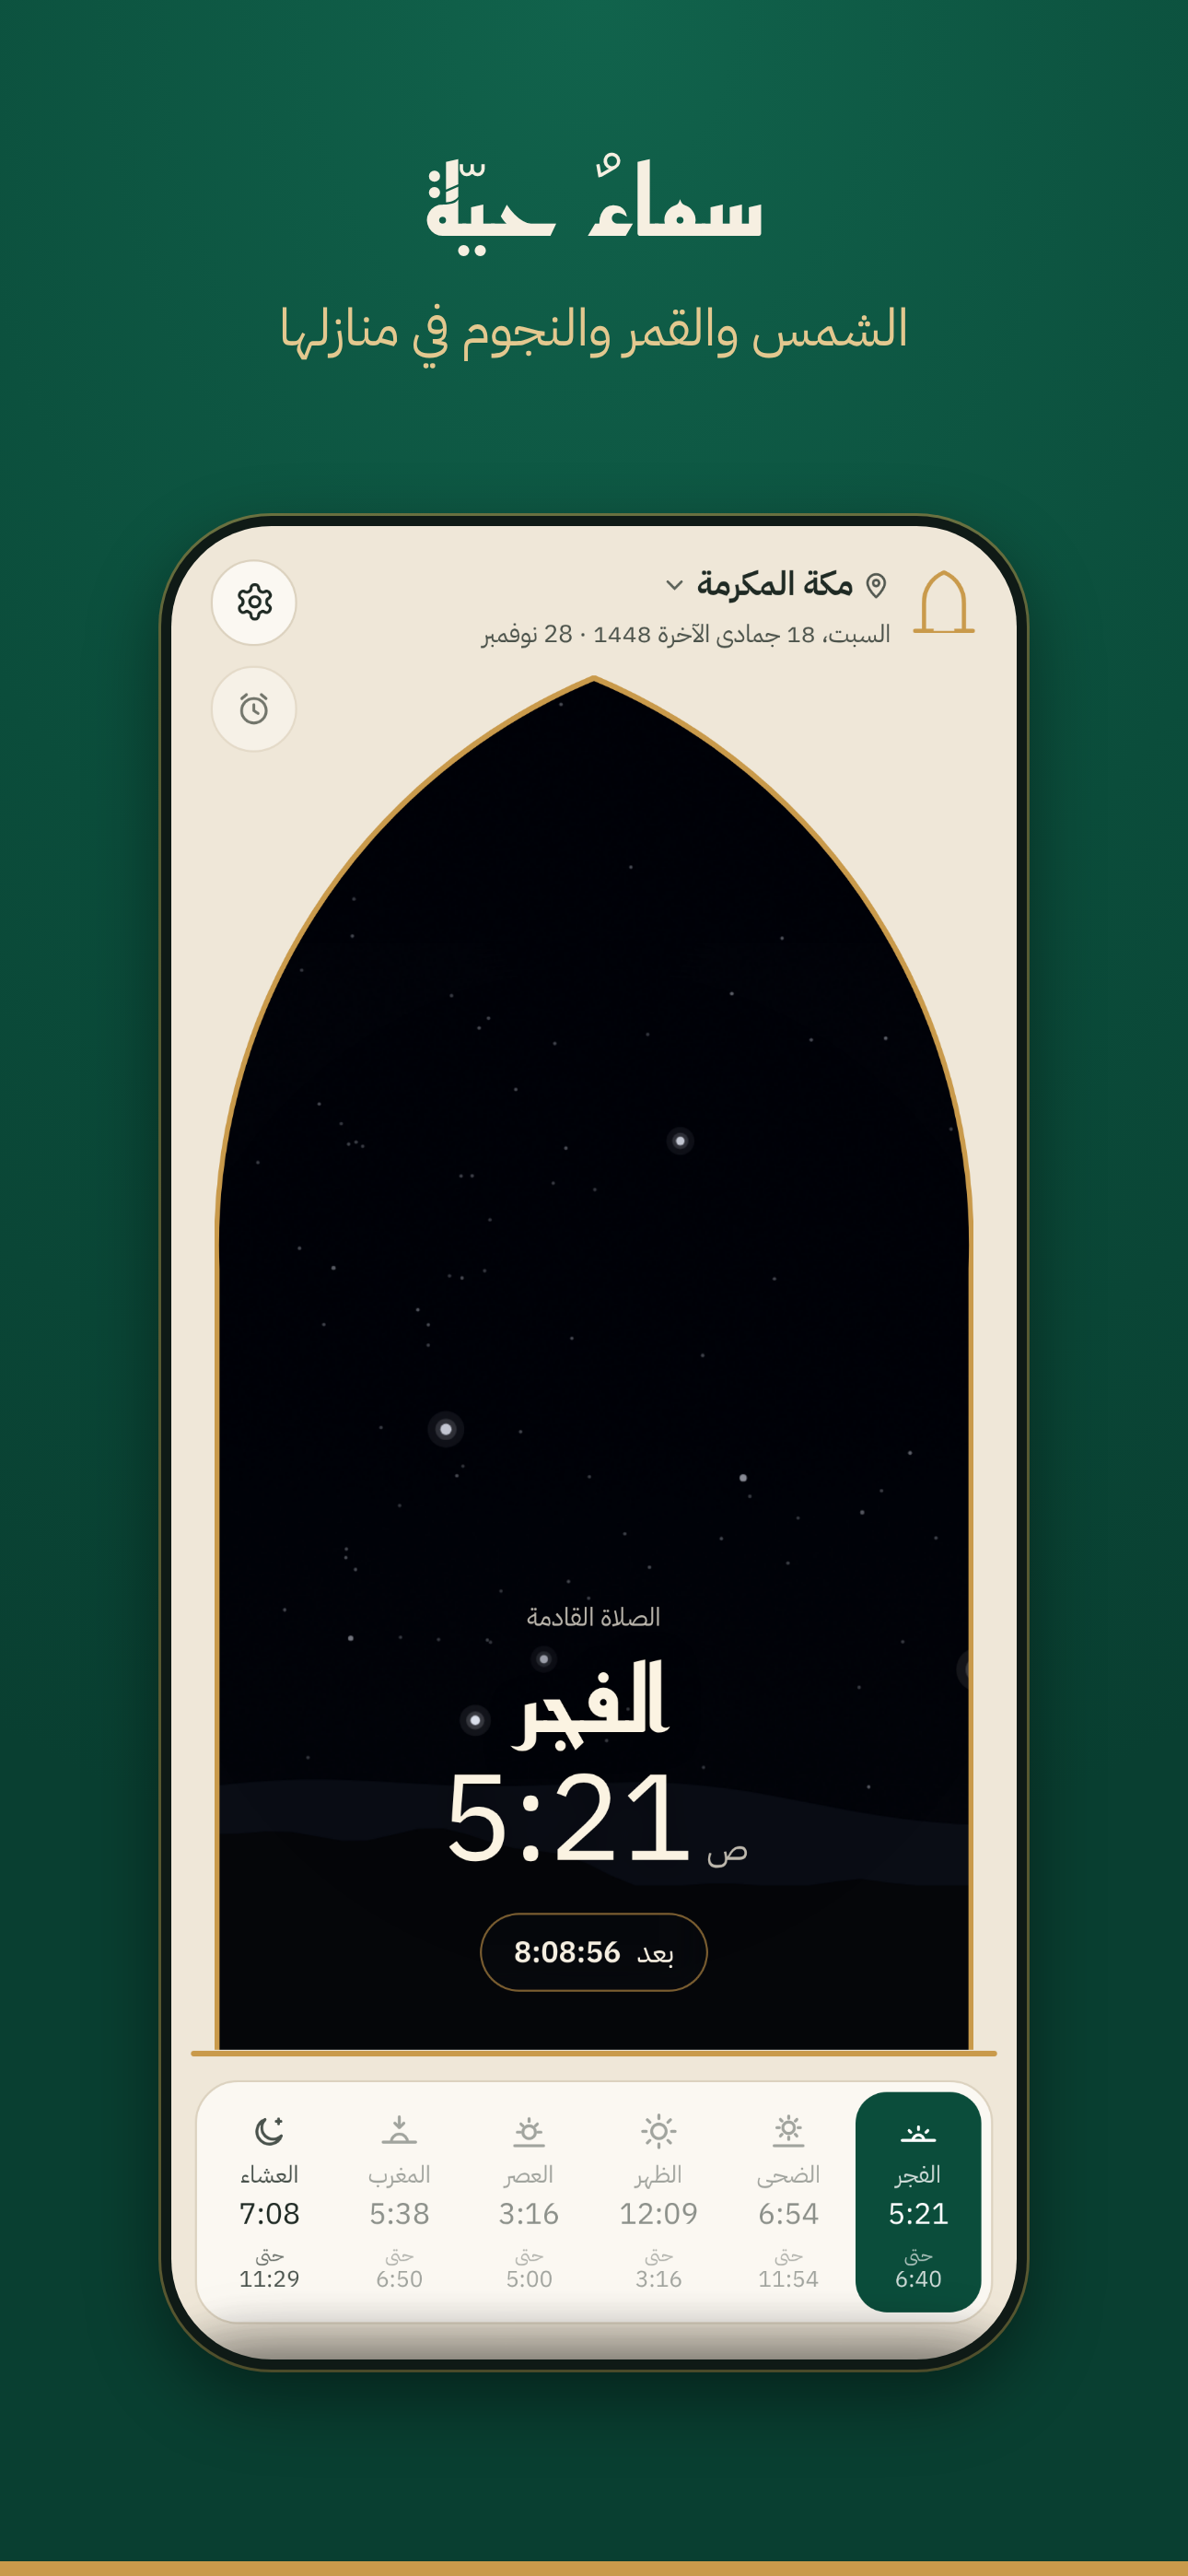 سماءٌ حيّة
الشمس والقمر والنجوم في منازلها
مكة المكرمة
السبت، 18 جمادى الآخرة 1448 · 28 نوفمبر
الصلاة القادمة
الفجر
5:21 ص
بعد 8:08:56
الفجر الضحى الظهر العصر المغرب العشاء
5:21 6:54 12:09 3:16 5:38 7:08
حتى حتى حتى حتى حتى حتى
6:40 11:54 3:16 5:00 6:50 11:29